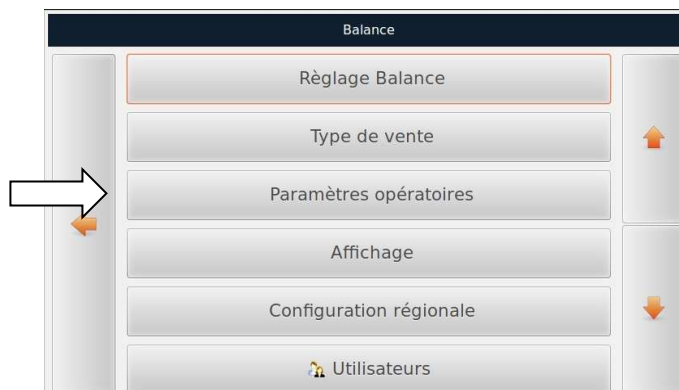 Balance
Règlage Balance
Type de vente
Paramètres opératoires
Affichage
Configuration régionale
Utilisateurs